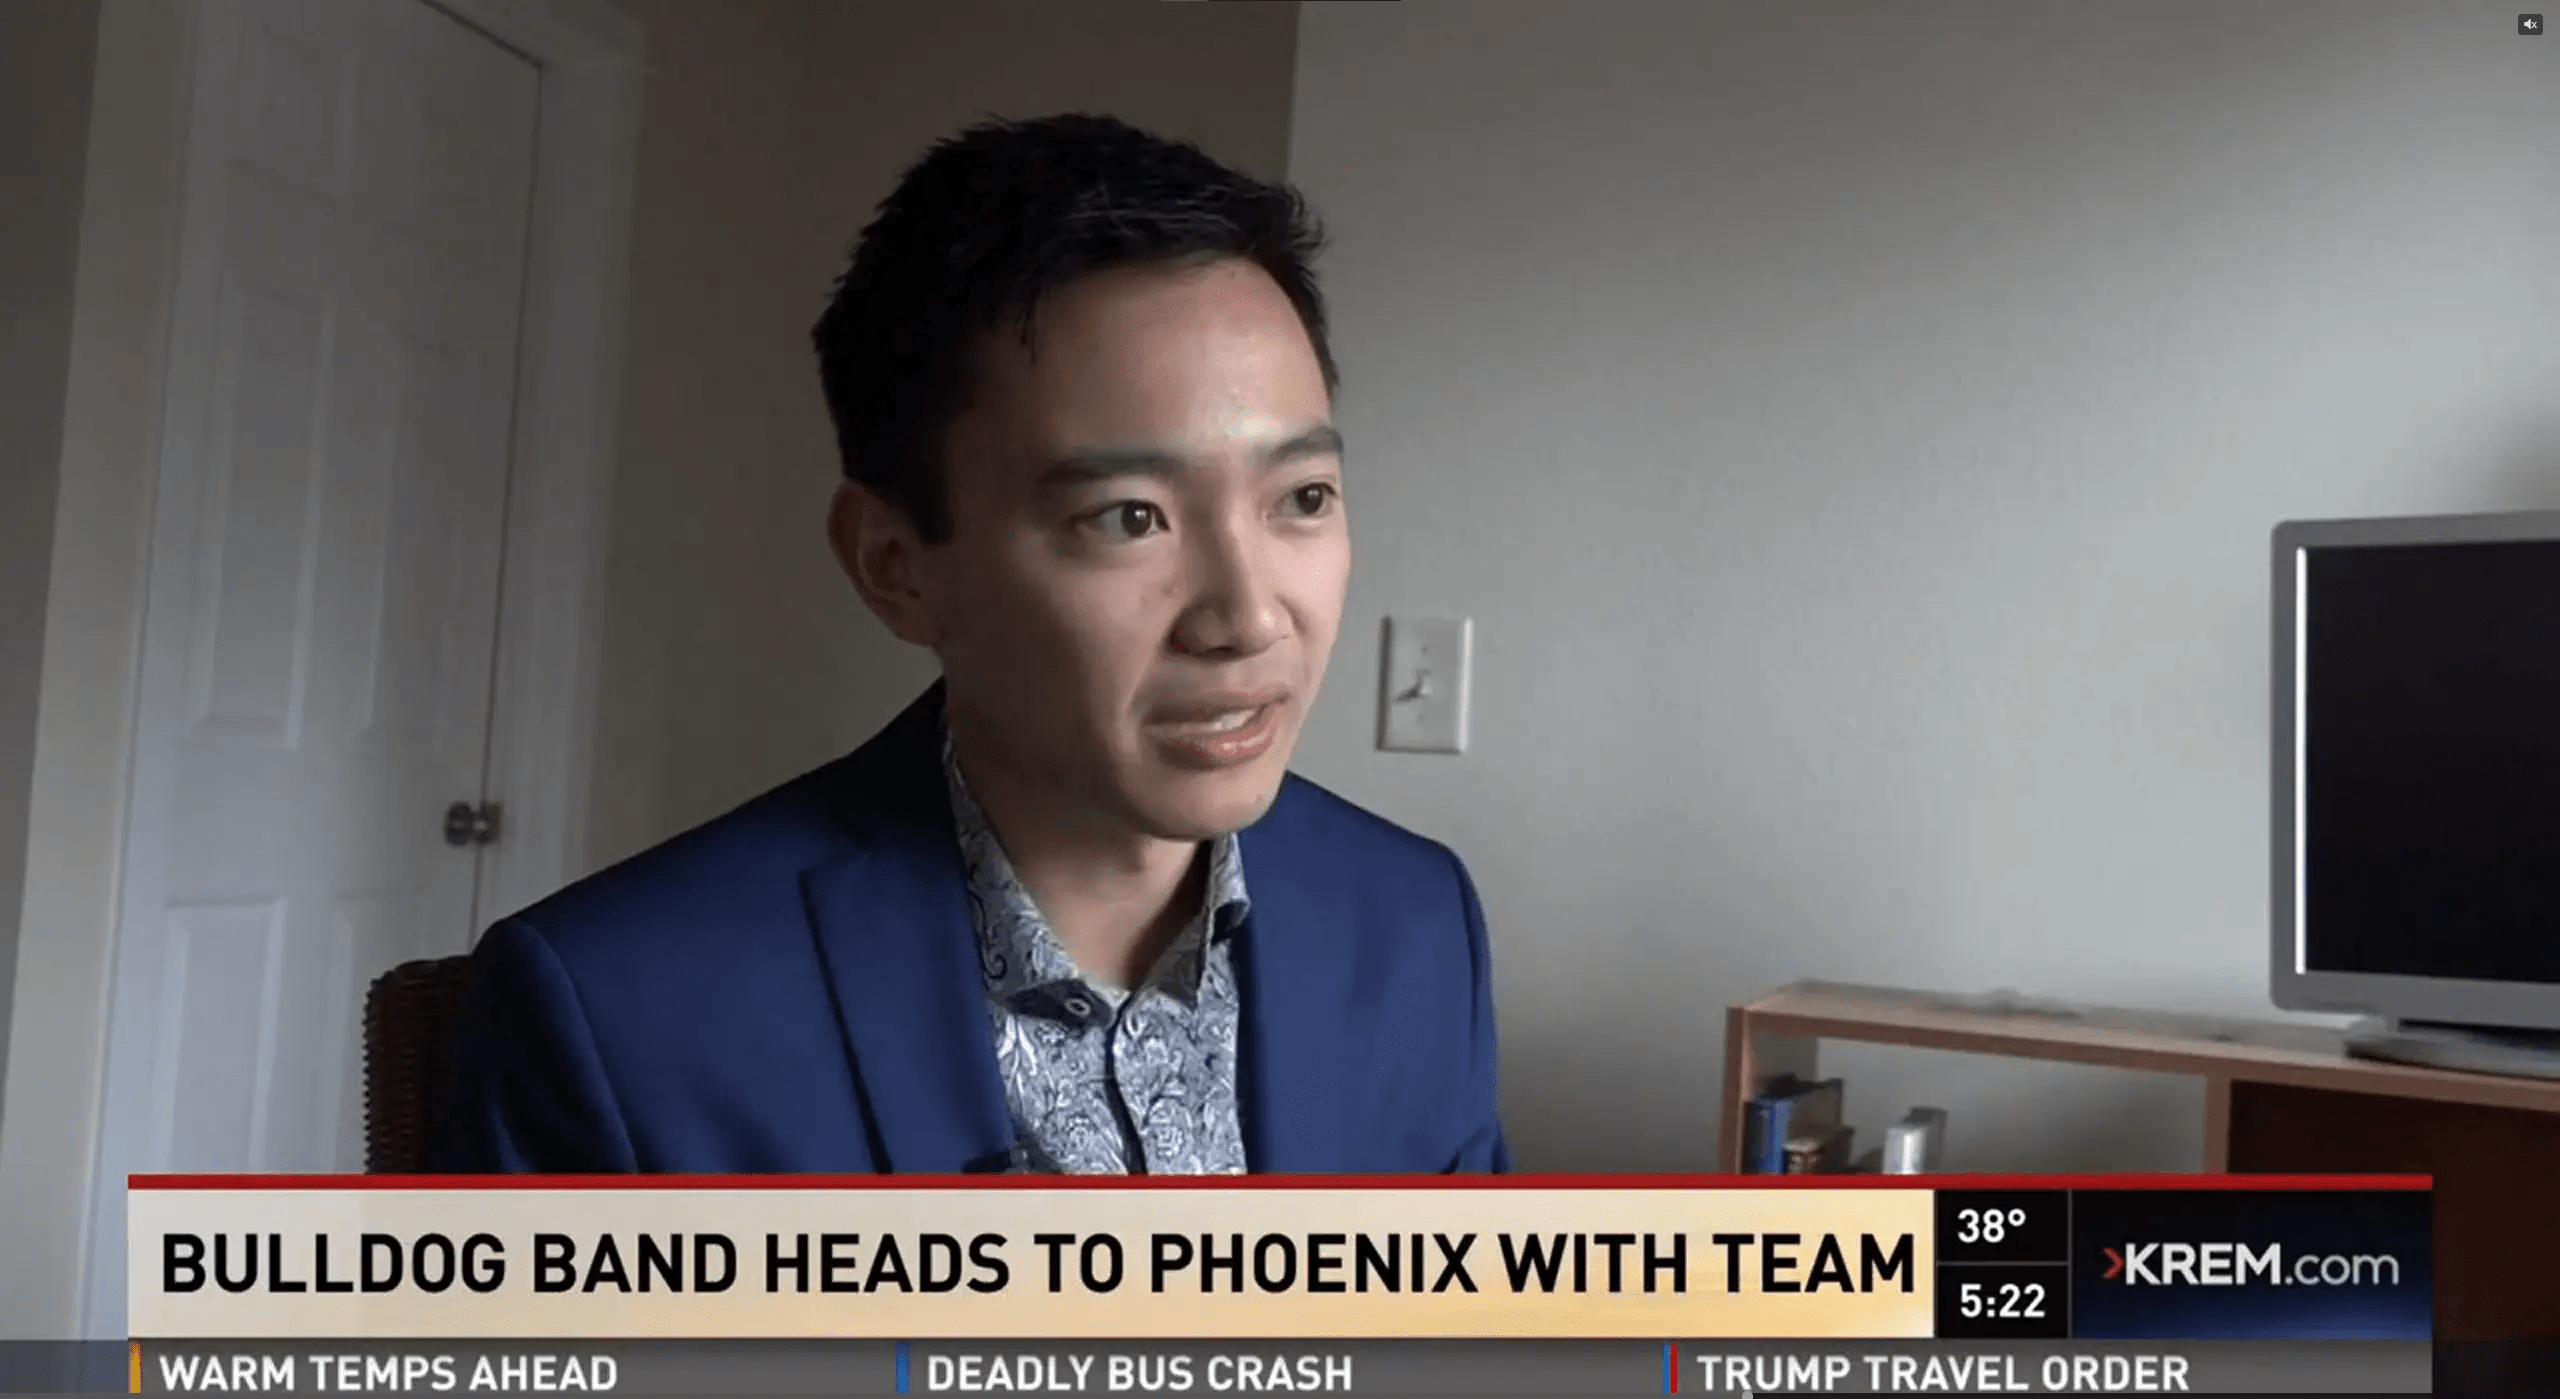 BULLDOG BAND HEADS TO PHOENIX WITH TEAM
38°
5:22
KREM.com
WARM TEMPS AHEAD
DEADLY BUS CRASH
TRUMP TRAVEL ORDER